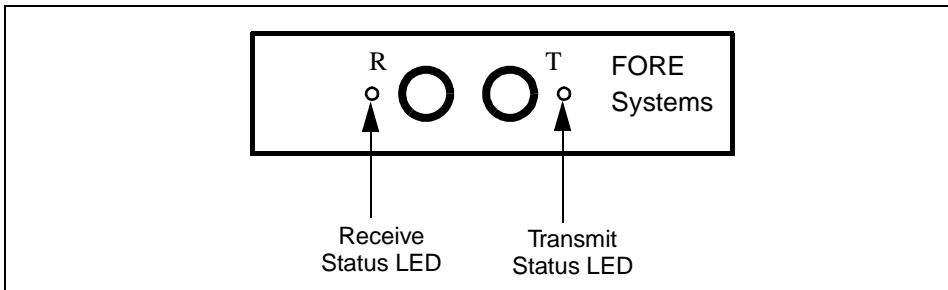 R
T
FORE
Systems
Receive
Status LED
Transmit
Status LED